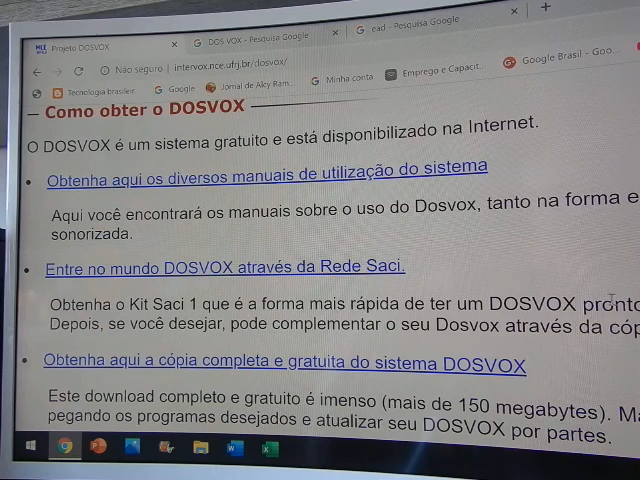 Projeto DOSVOX
DOS VOX - Pesquisa Google
ead - Pesquisa Google
Não seguro | intervox.nce.ufrj.br/dosvox/
Tecnologia brasileir
Google
Jornal de Alcy Ram...
Minha conta
Emprego e Capacit...
Google Brasil - Goo...
Como obter o DOSVOX
O DOSVOX é um sistema gratuito e está disponibilizado na Internet.
Obtenha aqui os diversos manuais de utilização do sistema
Aqui você encontrará os manuais sobre o uso do Dosvox, tanto na forma e
sonorizada.
Entre no mundo DOSVOX através da Rede Saci.
Obtenha o Kit Saci 1 que é a forma mais rápida de ter um DOSVOX pronto
Depois, se você desejar, pode complementar o seu Dosvox através da cóp
Obtenha aqui a cópia completa e gratuita do sistema DOSVOX
Este download completo e gratuito é imenso (mais de 150 megabytes). Ma
pegando os programas desejados e atualizar seu DOSVOX por partes.